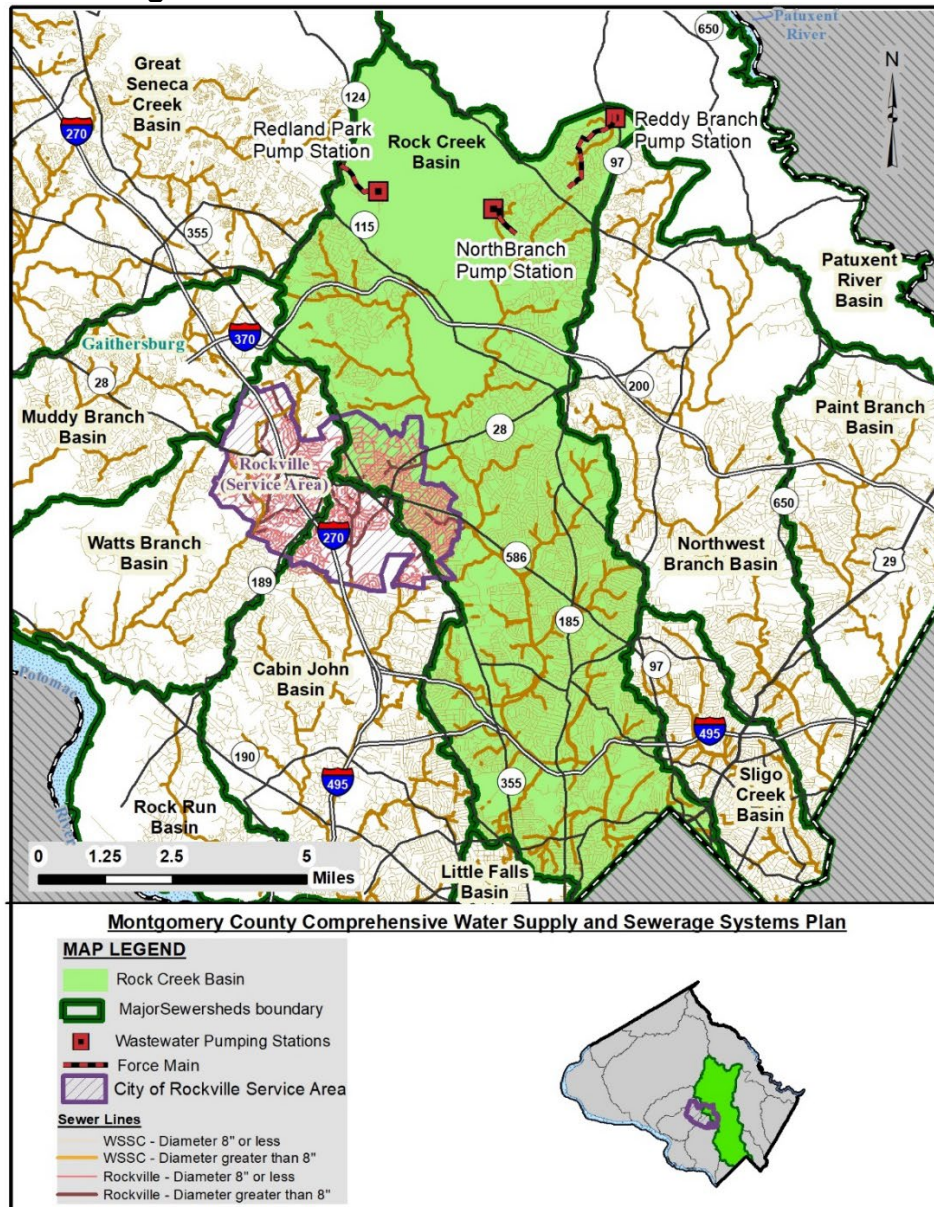 Patuxent
River
650
N
Great
Seneca
Creek
Basin
124
270
Redland Park
Pump Station
Rock Creek
Basin
Reddy Branch
Pump Station
97
355
115
NorthBranch
Pump Station
Patuxent
River
Basin
370
Gaithersburg
28
200
Muddy Branch
Basin
Paint Branch
Basin
28
Rockville
(Service Area)
650
270
Watts Branch
Basin
586
Northwest
Branch Basin
29
189
185
Cabin John
Basin
97
Potomac
River
190
495
495
355
Sligo
Creek
Basin
Rock Run
Basin
0 1.25 2.5 5
Miles
Little Falls
Basin
Montgomery County Comprehensive Water Supply and Sewerage Systems Plan
MAP LEGEND
Rock Creek Basin
MajorSewersheds boundary
Wastewater Pumping Stations
Force Main
City of Rockville Service Area
Sewer Lines
WSSC - Diameter 8" or less
WSSC - Diameter greater than 8"
Rockville - Diameter 8" or less
Rockville - Diameter greater than 8"